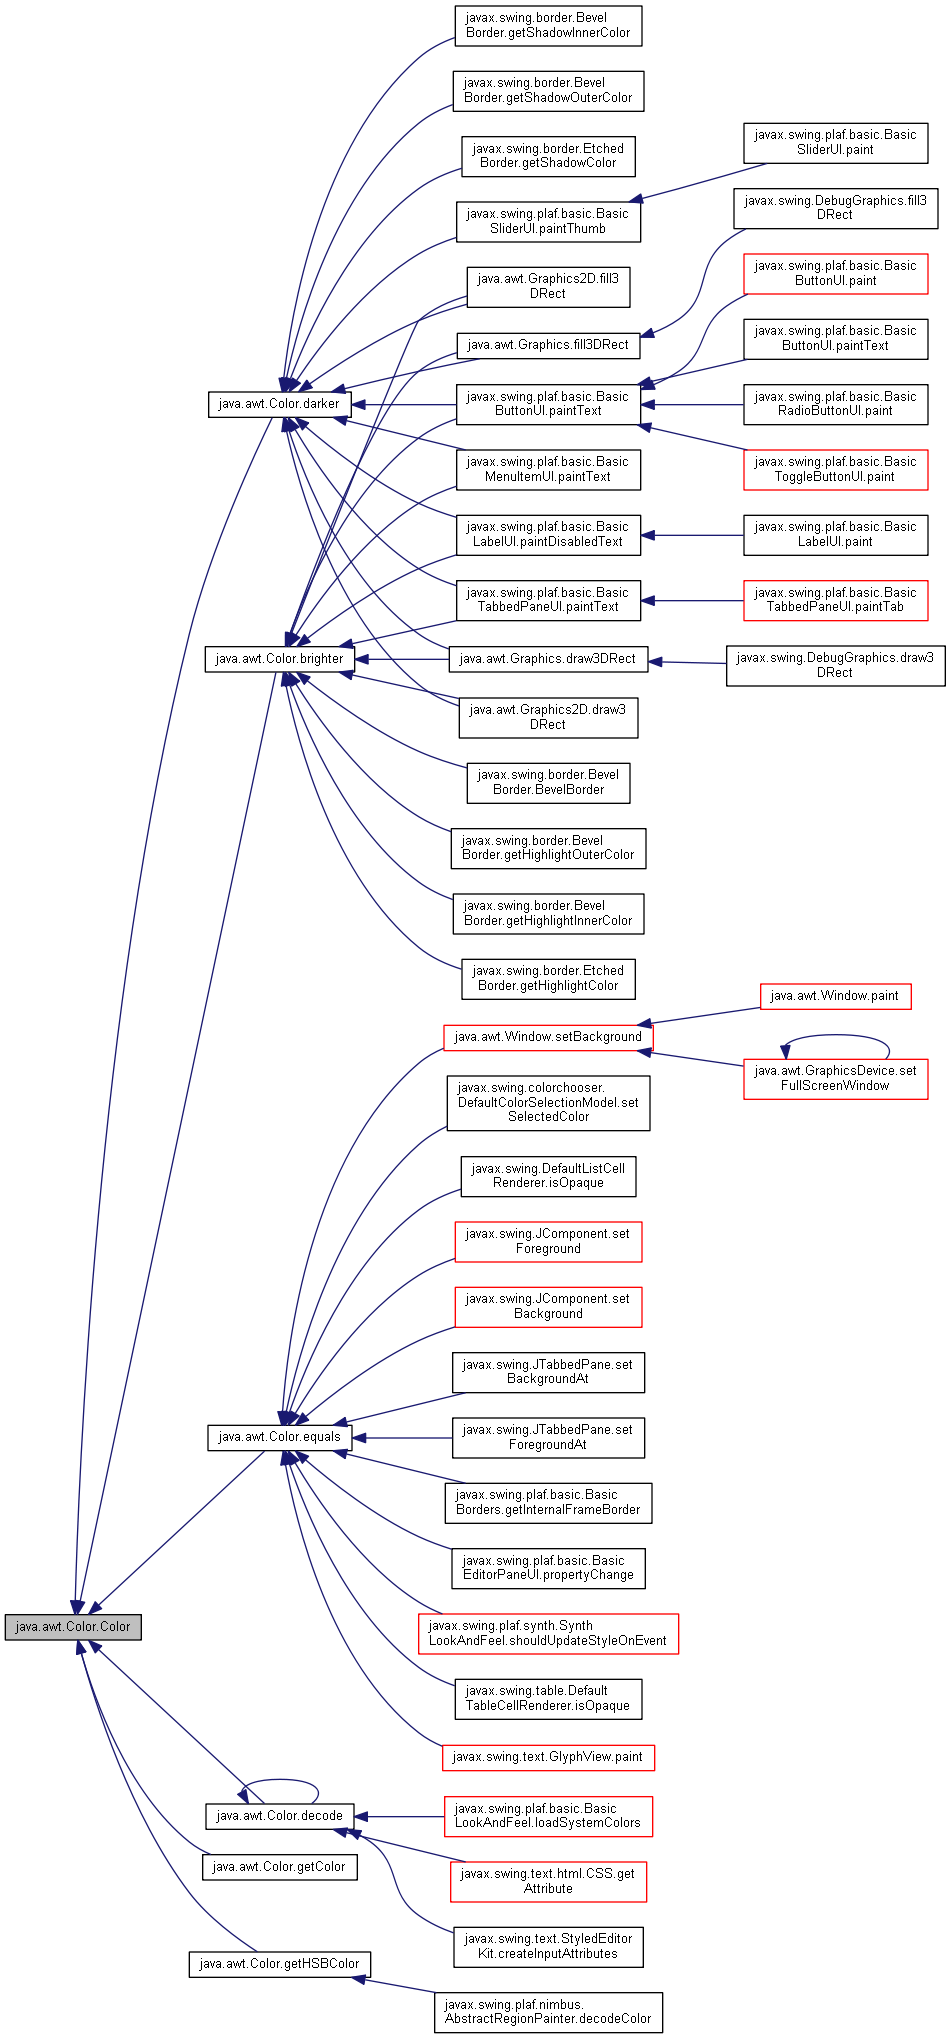 javax.swing.border.Bevel
Border.getShadowInnerColor
javax.swing.border.Bevel
Border.getShadowOuterColor
javax.swing.border.Etched
Border.getShadowColor
javax.swing.plaf.basic.Basic
SliderUI.paint
javax.swing.plaf.basic.Basic
SliderUI.paintThumb
javax.swing.DebugGraphics.fill3
DRect
java.awt.Graphics2D.fill3
DRect
javax.swing.plaf.basic.Basic
ButtonUI.paint
java.awt.Graphics.fill3DRect
javax.swing.plaf.basic.Basic
ButtonUI.paintText
java.awt.Color.darker
javax.swing.plaf.basic.Basic
ButtonUI.paintText
javax.swing.plaf.basic.Basic
RadioButtonUI.paint
javax.swing.plaf.basic.Basic
MenuItemUI.paintText
javax.swing.plaf.basic.Basic
ToggleButtonUI.paint
javax.swing.plaf.basic.Basic
LabelUI.paintDisabledText
javax.swing.plaf.basic.Basic
LabelUI.paint
javax.swing.plaf.basic.Basic
TabbedPaneUI.paintText
javax.swing.plaf.basic.Basic
TabbedPaneUI.paintTab
java.awt.Color.brighter
java.awt.Graphics.draw3DRect
javax.swing.DebugGraphics.draw3
DRect
java.awt.Graphics2D.draw3
DRect
javax.swing.border.Bevel
Border.BevelBorder
javax.swing.border.Bevel
Border.getHighlightOuterColor
javax.swing.border.Bevel
Border.getHighlightInnerColor
javax.swing.border.Etched
Border.getHighlightColor
java.awt.Window.paint
java.awt.Window.setBackground
java.awt.GraphicsDevice.set
FullScreenWindow
javax.swing.colorchooser.
DefaultColorSelectionModel.set
SelectedColor
javax.swing.DefaultListCell
Renderer.isOpaque
javax.swing.JComponent.set
Foreground
javax.swing.JComponent.set
Background
javax.swing.JTabbedPane.set
BackgroundAt
java.awt.Color.equals
javax.swing.JTabbedPane.set
ForegroundAt
javax.swing.plaf.basic.Basic
Borders.getInternalFrameBorder
javax.swing.plaf.basic.Basic
EditorPaneUI.propertyChange
java.awt.Color.Color
javax.swing.plaf.synth.Synth
LookAndFeel.shouldUpdateStyleOnEvent
javax.swing.table.Default
TableCellRenderer.isOpaque
javax.swing.text.GlyphView.paint
java.awt.Color.decode
javax.swing.plaf.basic.Basic
LookAndFeel.loadSystemColors
java.awt.Color.getColor
javax.swing.text.html.CSS.get
Attribute
javax.swing.text.StyledEditor
Kit.createInputAttributes
java.awt.Color.getHSBColor
javax.swing.plaf.nimbus.
AbstractRegionPainter.decodeColor